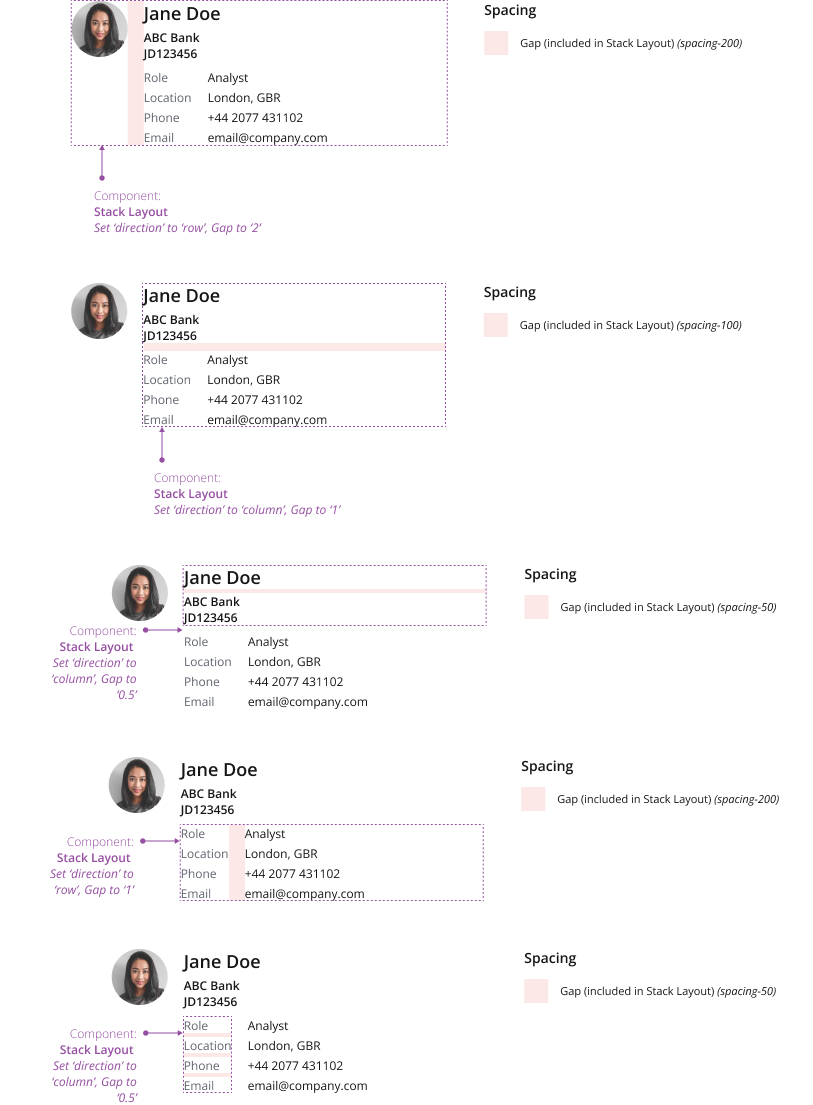 Jane Doe
ABC Bank
JD123456
Role Analyst
Location London, GBR
Phone +44 2077 431102
Email email@company.com
Spacing
Gap (included in Stack Layout) (spacing-200)
Component:
Stack Layout
Set ‘direction’ to ‘row’, Gap to ‘2’
Jane Doe
ABC Bank
JD123456
Role Analyst
Location London, GBR
Phone +44 2077 431102
Email email@company.com
Spacing
Gap (included in Stack Layout) (spacing-100)
Component:
Stack Layout
Set ‘direction’ to ‘column’, Gap to ‘1’
Jane Doe
ABC Bank
JD123456
Role Analyst
Location London, GBR
Phone +44 2077 431102
Email email@company.com
Component:
Stack Layout
Set ‘direction’ to
‘column’, Gap to
‘0.5’
Spacing
Gap (included in Stack Layout) (spacing-50)
Jane Doe
ABC Bank
JD123456
Role Analyst
Location London, GBR
Phone +44 2077 431102
Email email@company.com
Component:
Stack Layout
Set ‘direction’ to
‘row’, Gap to ‘1’
Spacing
Gap (included in Stack Layout) (spacing-200)
Jane Doe
ABC Bank
JD123456
Role Analyst
Location London, GBR
Phone +44 2077 431102
Email email@company.com
Component:
Stack Layout
Set ‘direction’ to
‘column’, Gap to
‘0.5’
Spacing
Gap (included in Stack Layout) (spacing-50)